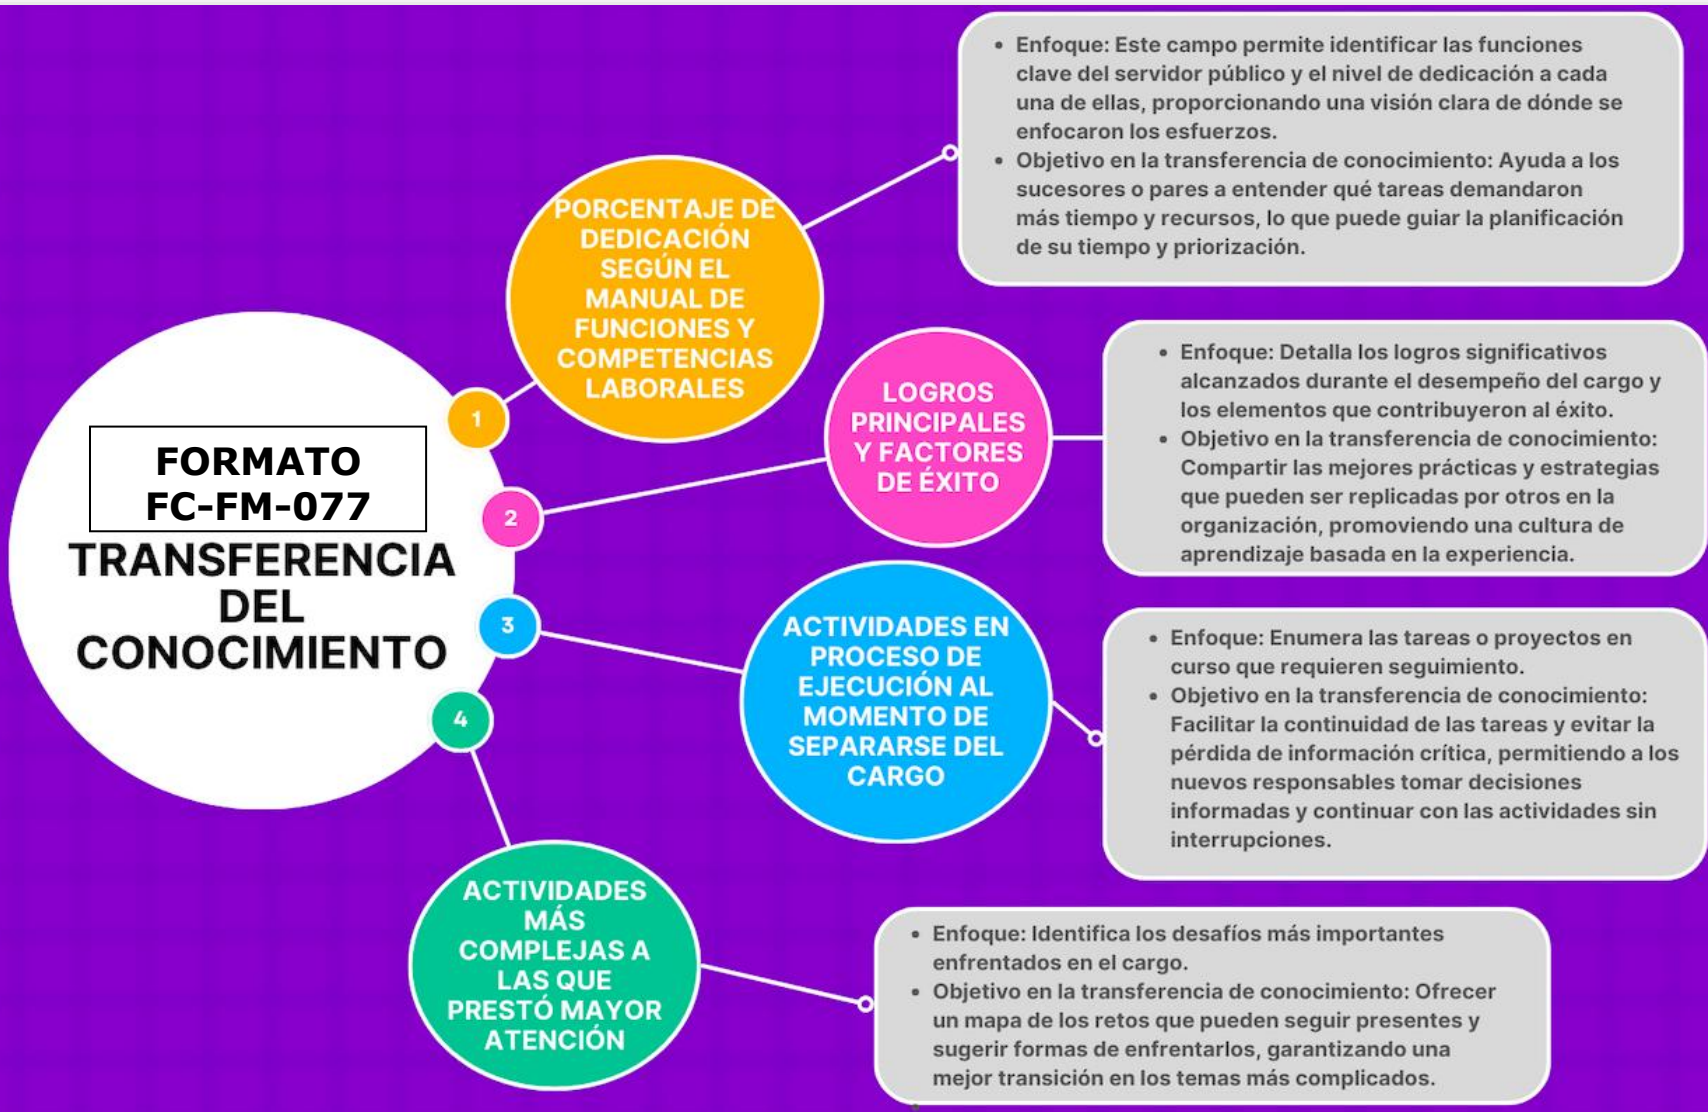 FORMATO
FC-FM-077
TRANSFERENCIA
DEL
CONOCIMIENTO
1
PORCENTAJE DE
DEDICACIÓN
SEGÚN EL
MANUAL DE
FUNCIONES Y
COMPETENCIAS
LABORALES
• Enfoque: Este campo permite identificar las funciones
clave del servidor público y el nivel de dedicación a cada
una de ellas, proporcionando una visión clara de dónde se
enfocaron los esfuerzos.
• Objetivo en la transferencia de conocimiento: Ayuda a los
sucesores o pares a entender qué tareas demandaron
más tiempo y recursos, lo que puede guiar la planificación
de su tiempo y priorización.
2
LOGROS
PRINCIPALES
Y FACTORES
DE ÉXITO
• Enfoque: Detalla los logros significativos
alcanzados durante el desempeño del cargo y
los elementos que contribuyeron al éxito.
• Objetivo en la transferencia de conocimiento:
Compartir las mejores prácticas y estrategias
que pueden ser replicadas por otros en la
organización, promoviendo una cultura de
aprendizaje basada en la experiencia.
3
ACTIVIDADES EN
PROCESO DE
EJECUCIÓN AL
MOMENTO DE
SEPARARSE DEL
CARGO
• Enfoque: Enumera las tareas o proyectos en
curso que requieren seguimiento.
• Objetivo en la transferencia de conocimiento:
Facilitar la continuidad de las tareas y evitar la
pérdida de información crítica, permitiendo a los
nuevos responsables tomar decisiones
informadas y continuar con las actividades sin
interrupciones.
4
ACTIVIDADES
MÁS
COMPLEJAS A
LAS QUE
PRESTÓ MAYOR
ATENCIÓN
• Enfoque: Identifica los desafíos más importantes
enfrentados en el cargo.
• Objetivo en la transferencia de conocimiento: Ofrecer
un mapa de los retos que pueden seguir presentes y
sugerir formas de enfrentarlos, garantizando una
mejor transición en los temas más complicados.